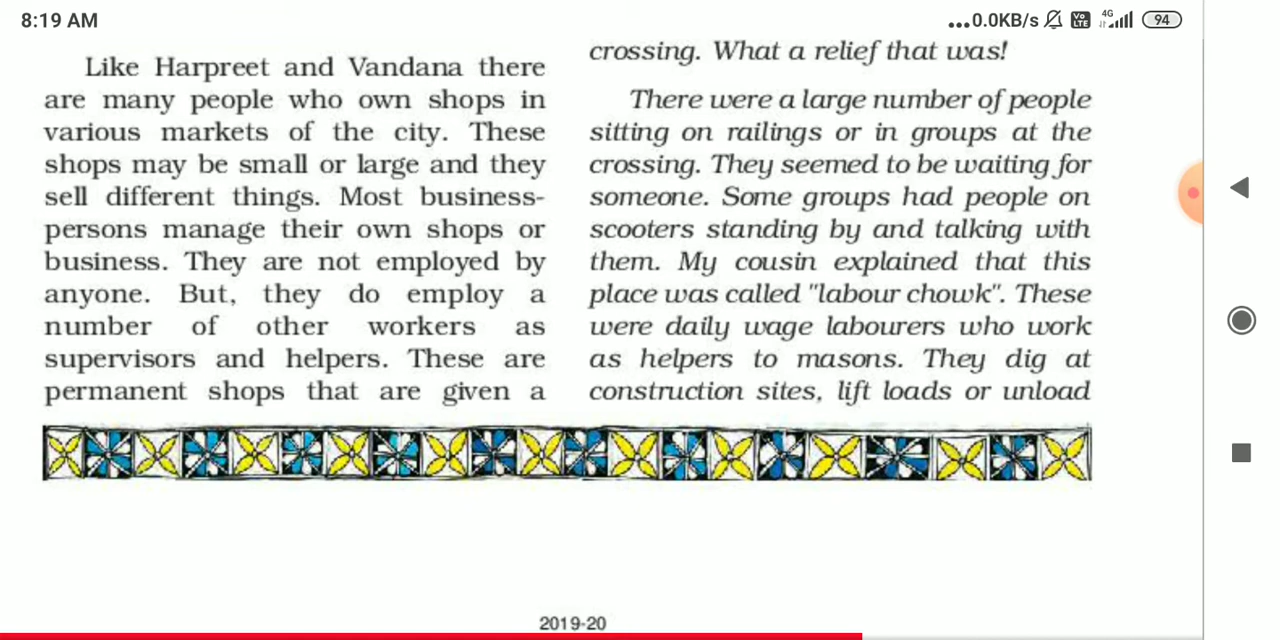 8:19 AM
...0.0KB/s
Vo
LTE
4G
94
Like Harpreet and Vandana there
are many people who own shops in
various markets of the city. These
shops may be small or large and they
sell different things. Most business-
persons manage their own shops or
business. They are not employed by
anyone. But, they do employ a
number of other workers as
supervisors and helpers. These are
permanent shops that are given a
crossing. What a relief that was!
There were a large number of people
sitting on railings or in groups at the
crossing. They seemed to be waiting for
someone. Some groups had people on
scooters standing by and talking with
them. My cousin explained that this
place was called "labour chowk". These
were daily wage labourers who work
as helpers to masons. They dig at
construction sites, lift loads or unload
2019-20